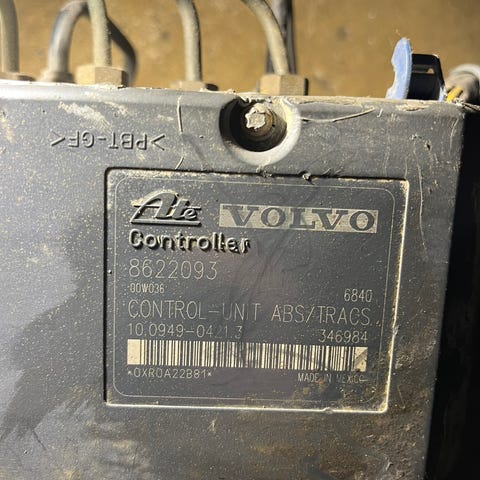 >PBT-GF<
Ate VOLVO
Controller
8622093
00W036 6840
CONTROL-UNIT ABS/TRACS
10.0949-0421.3 346984
*0XR0A22B81* *MADE IN MEXICO*